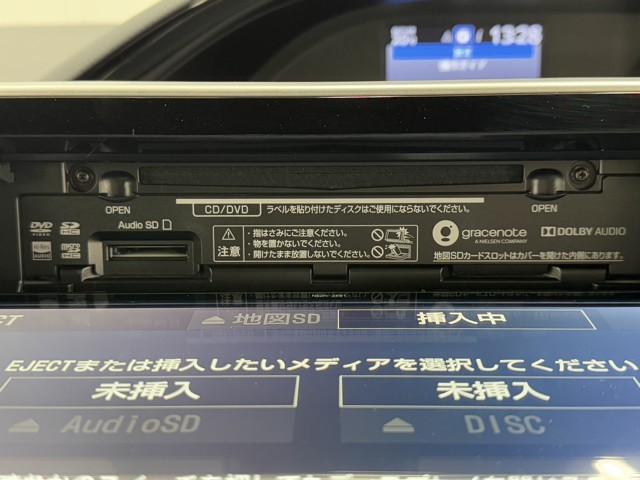 13:28
OPEN
CD/DVD ラベルを貼り付けたディスクはご使用にならないでください。
OPEN
DVD VIDEO
Hi-Res AUDIO
Audio SD
注意
・指はさみにご注意ください。
・物を置かないでください。
・開けたまま放置しないでください。
gracenote
A NIELSEN COMPANY
DOLBY AUDIO
地図SDカードスロットはカバーを開けた内側にあります。
地図SD 挿入中
EJECTまたは挿入したいメディアを選択してください
未挿入 未挿入
AudioSD DISC